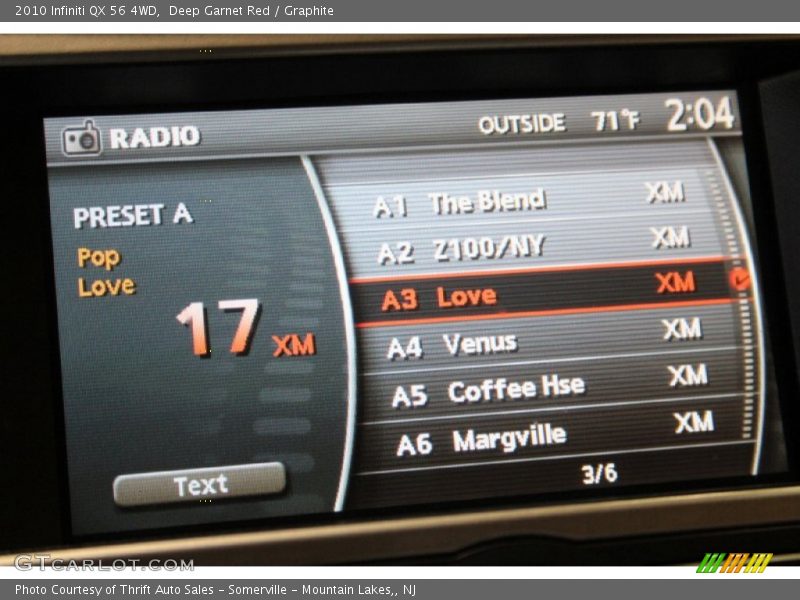 2010 Infiniti QX 56 4WD,  Deep Garnet Red / Graphite
RADIO
OUTSIDE 71°F 2:04
PRESET A
Pop
Love
17 XM
Text
A1 The Blend XM
A2 Z100/NY XM
A3 Love XM
A4 Venus XM
A5 Coffee Hse XM
A6 Margville XM
3/6
GTCARLOT.COM
Photo Courtesy of Thrift Auto Sales - Somerville - Mountain Lakes,, NJ